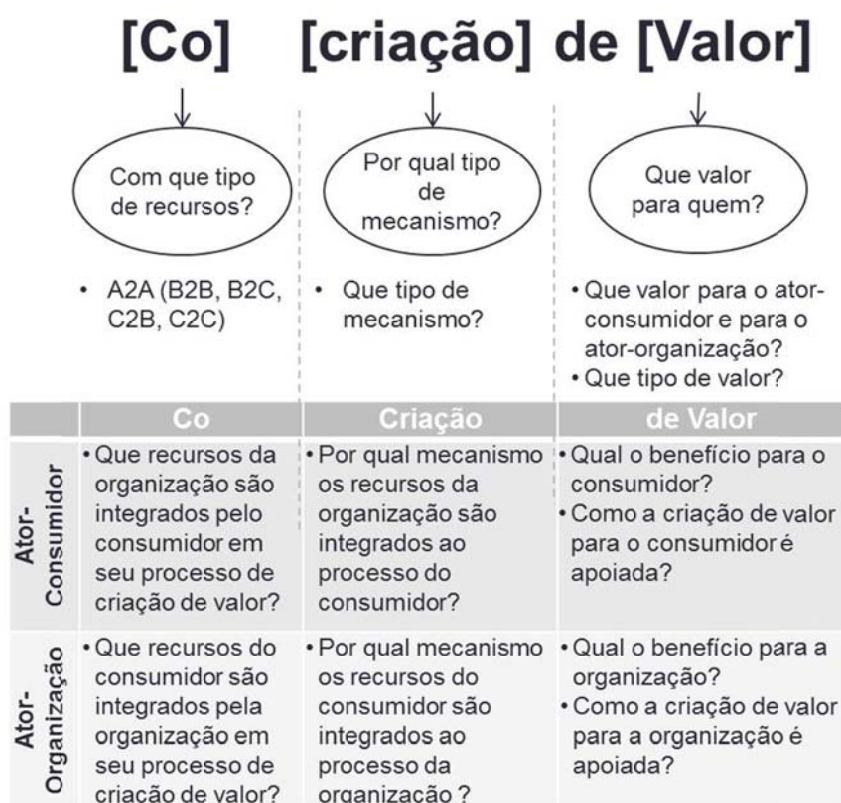 [Co] [criação] de [Valor]
Com que tipo
de recursos?
Por qual tipo
de
mecanismo?
Que valor
para quem?
• A2A (B2B, B2C,
C2B, C2C)
• Que tipo de
mecanismo?
• Que valor para o ator-
consumidor e para o
ator-organização?
• Que tipo de valor?
Co
Criação
de Valor
Ator-
Consumidor
• Que recursos da
organização são
integrados pelo
consumidor em
seu processo de
criação de valor?
• Por qual mecanismo
os recursos da
organização são
integrados ao
processo do
consumidor?
• Qual o benefício para o
consumidor?
• Como a criação de valor
para o consumidor é
apoiada?
Ator-
Organização
• Que recursos do
consumidor são
integrados pela
organização em
seu processo de
criação de valor?
• Por qual mecanismo
os recursos do
consumidor são
integrados ao
processo da
organização ?
• Qual o benefício para a
organização?
• Como a criação de valor
para a organização é
apoiada?